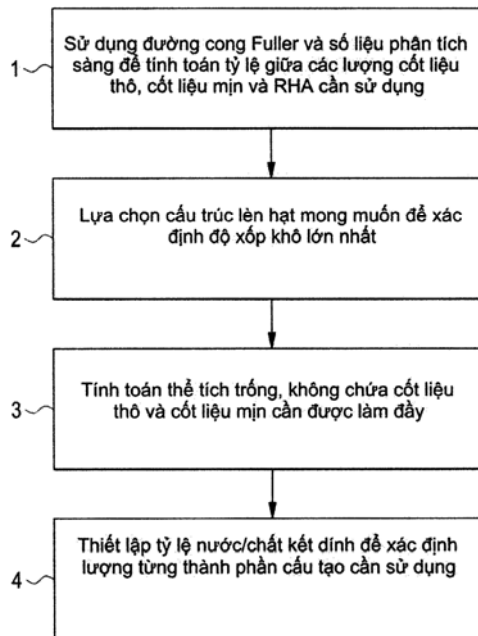 Sử dụng đường cong Fuller và số liệu phân tích
1 sàng để tính toán tỷ lệ giữa các lượng cốt liệu
thô, cốt liệu mịn và RHA cần sử dụng
Lựa chọn cấu trúc lèn hạt mong muốn để xác
2 định độ xốp khô lớn nhất
Tính toán thể tích trống, không chứa cốt liệu
3 thô và cốt liệu mịn cần được làm đầy
Thiết lập tỷ lệ nước/chất kết dính để xác định
4 lượng từng thành phần cấu tạo cần sử dụng